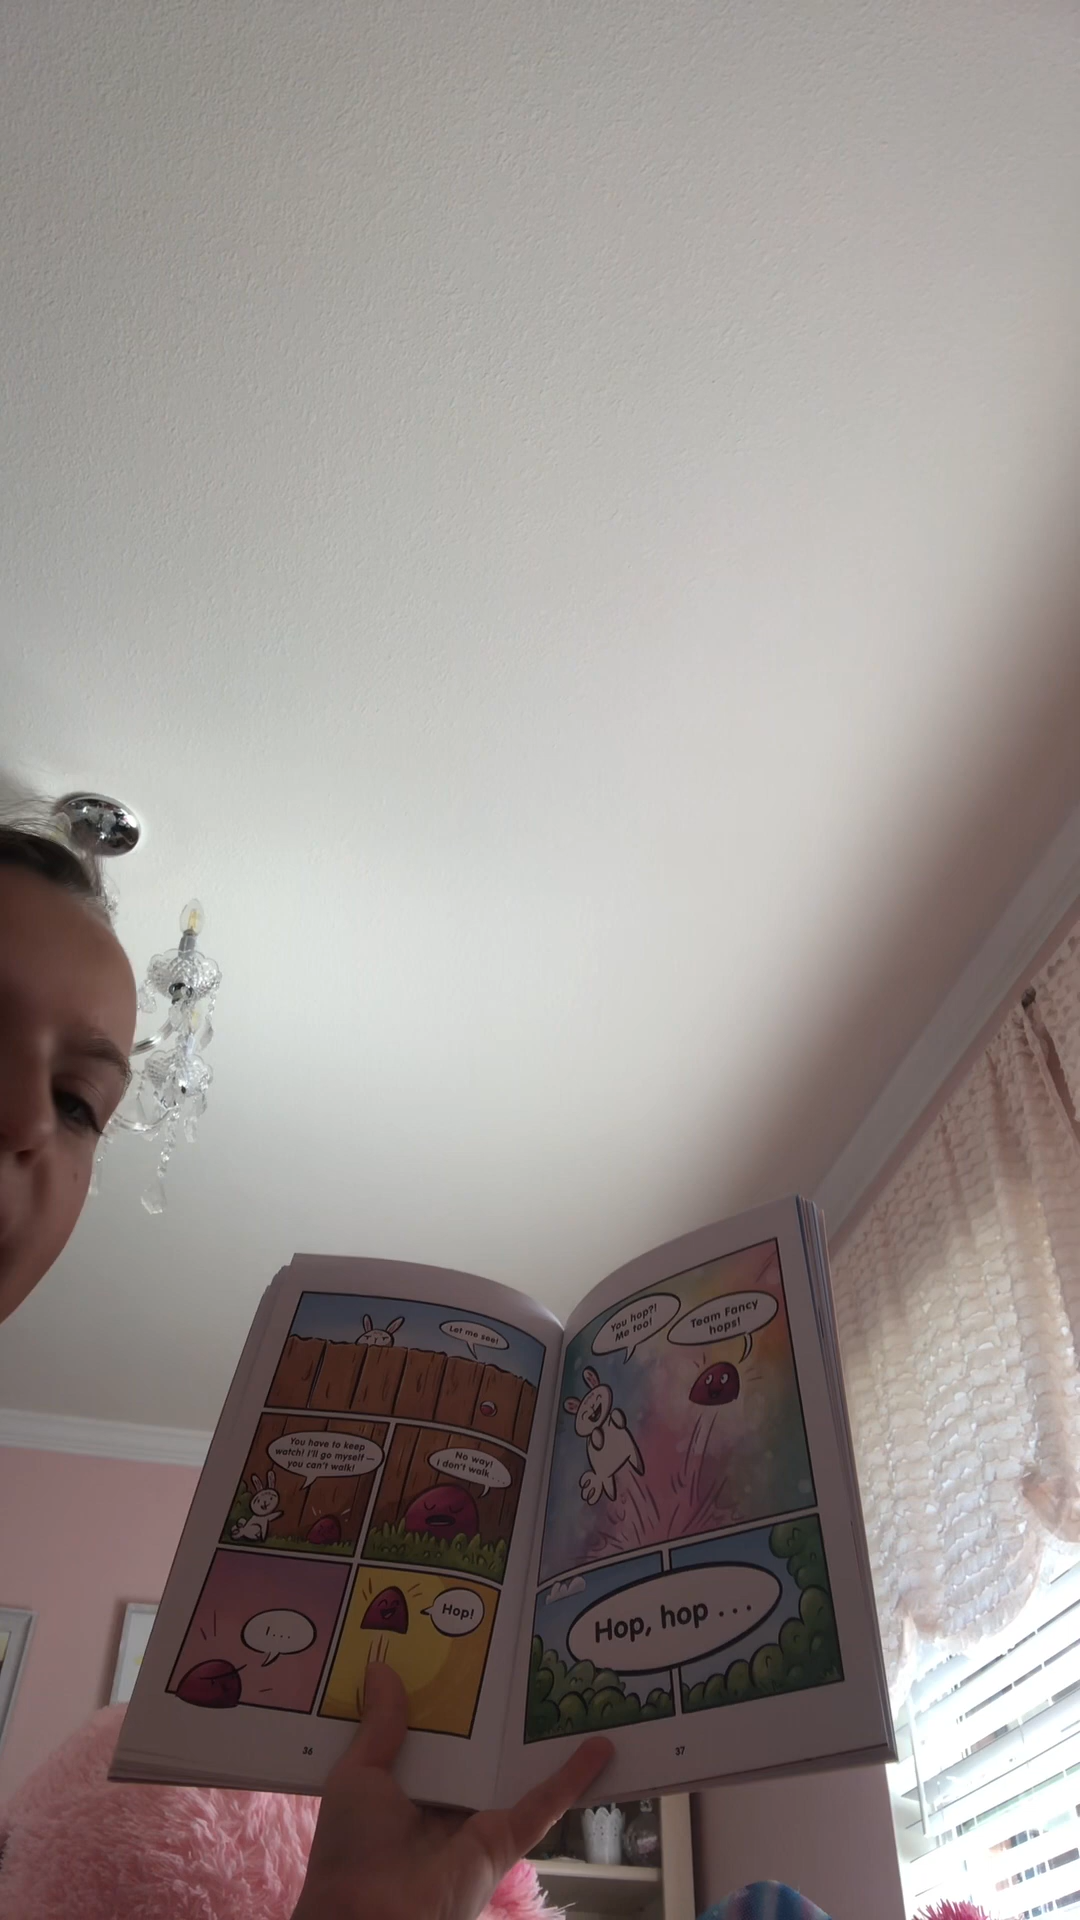 Let me see!
You have to keep
watch! I'll go myself —
you can't walk!
No way!
I don't walk . . .
I . . .
Hop!
36
You hop?!
Me too!
Team Fancy
hops!
Hop, hop . . .
37